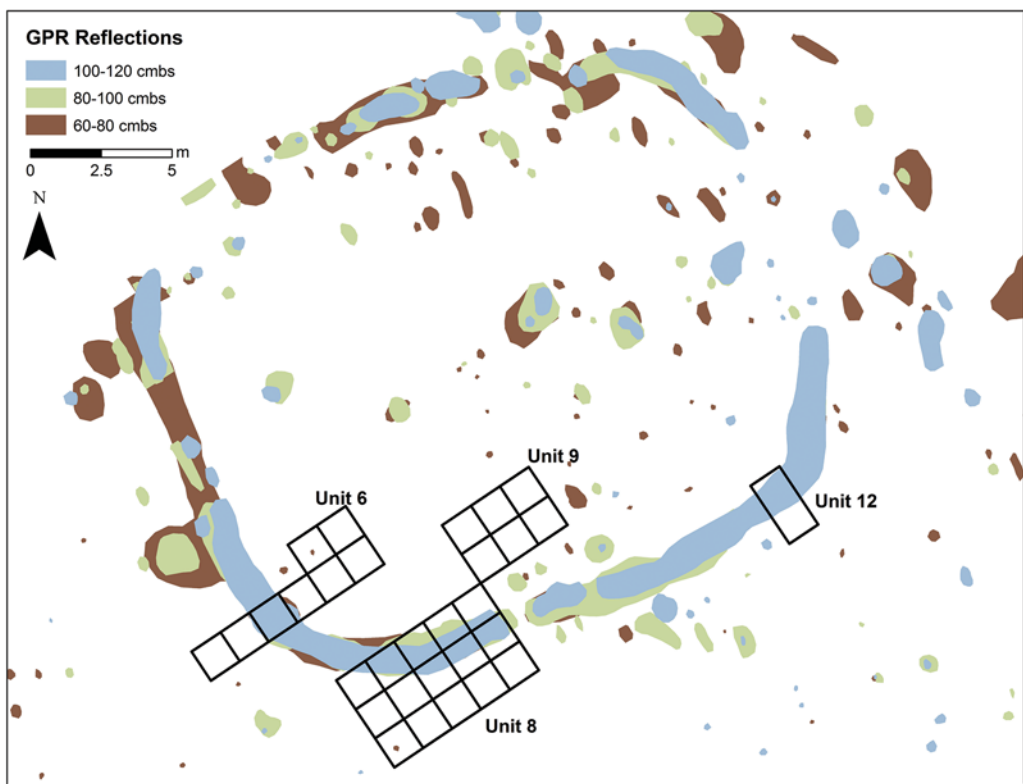 GPR Reflections
100-120 cmbs
80-100 cmbs
60-80 cmbs
m
0 2.5 5
N
Unit 9
Unit 6
Unit 12
Unit 8